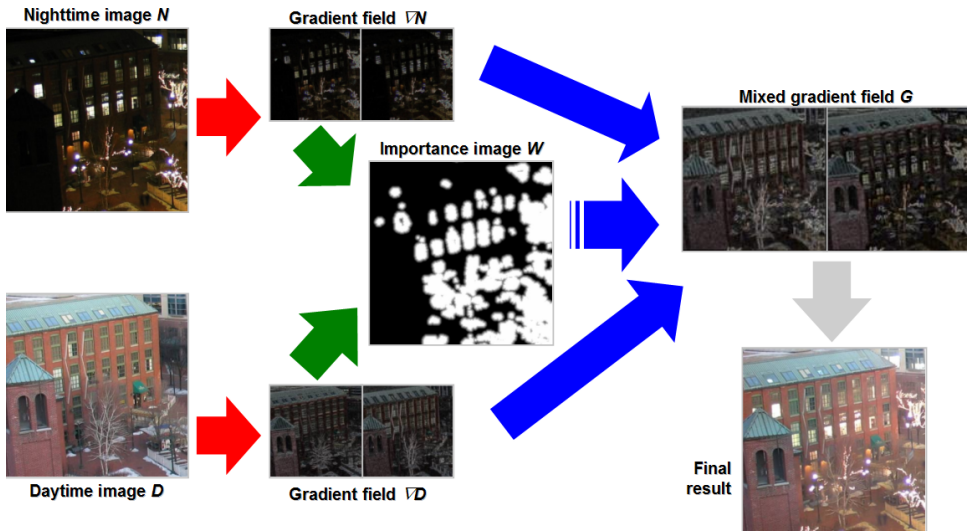 Nighttime image N
Gradient field ∇N
Mixed gradient field G
Importance image W
Daytime image D
Gradient field ∇D
Final
result